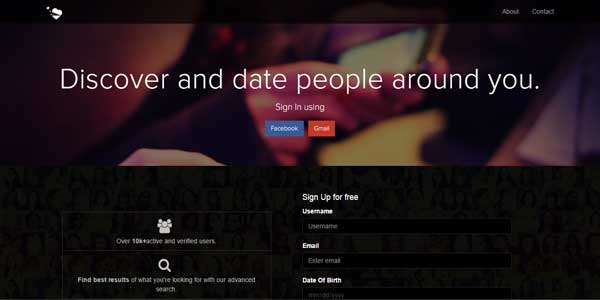 About Contact
Discover and date people around you.
Sign In using
Facebook Gmail
Over 10k+active and verified users.
Find best results of what you're looking for with our advanced
search.
Sign Up for free
Username
Username
Email
Enter email
Date Of Birth
mm/dd/yyyy